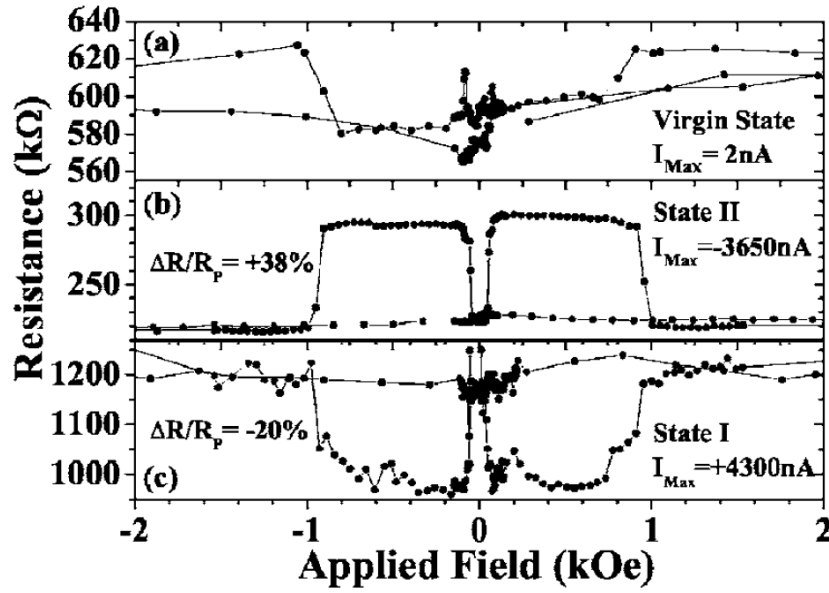 Resistance (kΩ)
640
620
600
580
560
(a)
Virgin State
I_Max= 2nA
300
250
(b)
ΔR/R_P= +38%
State II
I_Max=-3650nA
1200
1100
1000
ΔR/R_P= -20%
(c)
State I
I_Max=+4300nA
-2
-1
0
1
2
Applied Field (kOe)